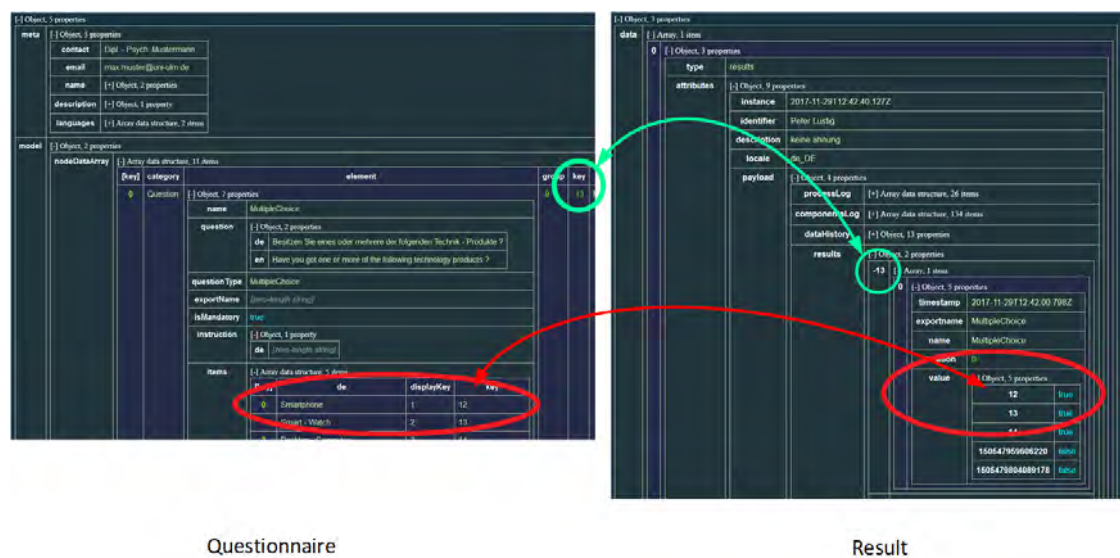 [-] Object, 5 properties
meta [-] Object, 5 properties
contact Dipl. - Psych. Mustermann
email max.muster@uni-ulm.de
name [+] Object, 2 properties
description [+] Object, 1 property
languages [+] Array data structure, 2 items
model [-] Object, 2 properties
nodeDataArray [-] Array data structure, 11 items
[key] category element group key
0 Question [-] Object, 7 properties
name MultipleChoice
question [-] Object, 2 properties
de Besitzen Sie eines oder mehrere der folgenden Technik - Produkte ?
en Have you got one or more of the following technology products ?
questionType MultipleChoice
exportName [zero-length string]
isMandatory true
instruction [-] Object, 1 property
de [zero-length string]
items [-] Array data structure, 5 items
de displayKey key
0 Smartphone 1 12
Smart - Watch 2 13
Questionnaire
[-] Object, 3 properties
data [-] Array, 1 item
0 [-] Object, 3 properties
type results
attributes [-] Object, 9 properties
instance 2017-11-29T12:42:40.127Z
identifier Peter Lustig
description keine ahnung
locale de_DE
payload [-] Object, 4 properties
processLog [+] Array data structure, 26 items
componentsLog [+] Array data structure, 134 items
dataHistory [+] Object, 13 properties
results [-] Object, 2 properties
-13 [-] Array, 1 item
0 [-] Object, 5 properties
timestamp 2017-11-29T12:42:00.798Z
exportname MultipleChoice
name MultipleChoice
value [-] Object, 5 properties
12 true
13 true
14 true
1505479804089178 false
Result